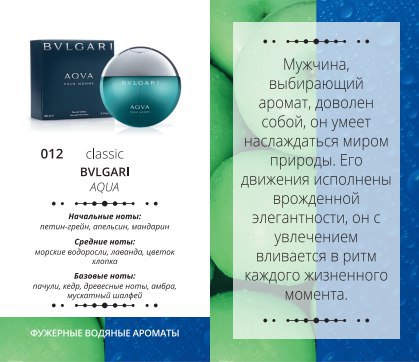 BVLGARI
AQVA
POUR HOMME
BVLGARI
AQVA
POUR HOMME
012 classic
BVLGARI
AQUA
Начальные ноты:
петин-грейн, апельсин, мандарин
Средние ноты:
морские водоросли, лаванда, цветок
хлопка
Базовые ноты:
пачули, кедр, древесные ноты, амбра,
мускатный шалфей
ФУЖЕРНЫЕ ВОДЯНЫЕ АРОМАТЫ
Мужчина,
выбирающий
аромат, доволен
собой, он умеет
наслаждаться миром
природы. Его
движения исполнены
врожденной
элегантности, он с
увлечением
вливается в ритм
каждого жизненного
момента.